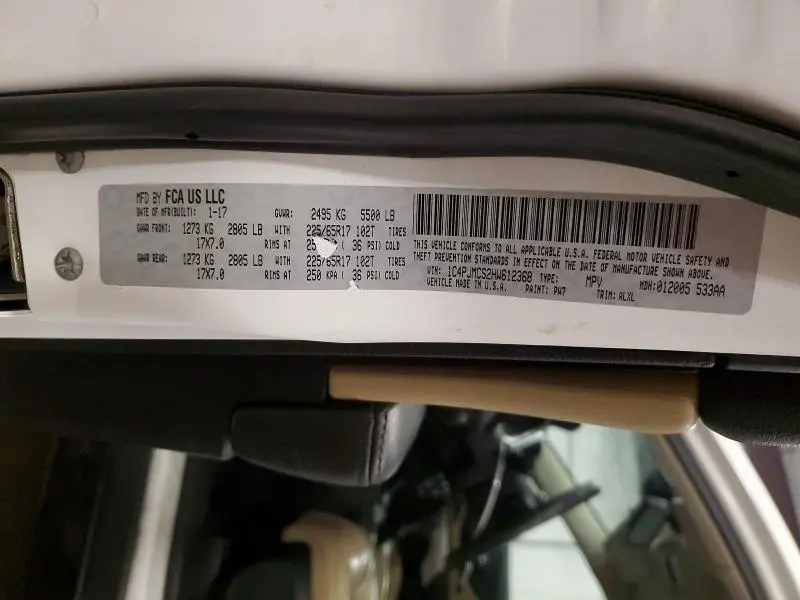 MFD BY FCA US LLC
DATE OF MFR(BUILT): 1-17 GVWR: 2495 KG 5500 LB
GAWR FRONT: 1273 KG 2805 LB WITH 225/65R17 102T TIRES
17X7.0 RIMS AT ( 36 PSI) COLD
GAWR REAR: 1273 KG 2805 LB WITH 225/65R17 102T TIRES
17X7.0 RIMS AT 250 KPA ( 36 PSI) COLD
THIS VEHICLE CONFORMS TO ALL APPLICABLE U.S.A. FEDERAL MOTOR VEHICLE SAFETY AND
THEFT PREVENTION STANDARDS IN EFFECT ON THE DATE OF MANUFACTURE SHOWN ABOVE.
VIN: 1C4PJMCS2HW612368 TYPE: MPV MDH:012005 533AA
VEHICLE MADE IN U.S.A. PAINT: PW7 TRIM: ALXL